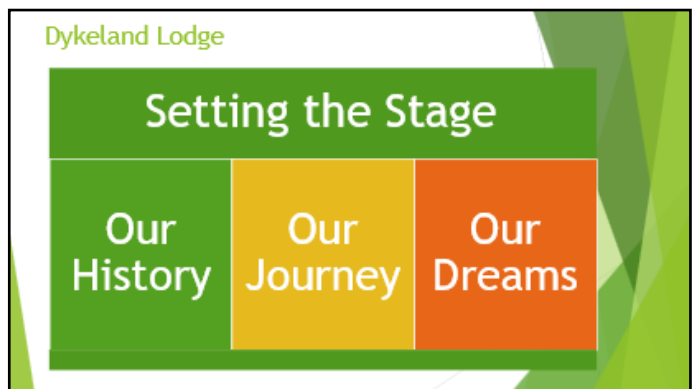 Dykeland Lodge
Setting the Stage
Our
History
Our
Journey
Our
Dreams